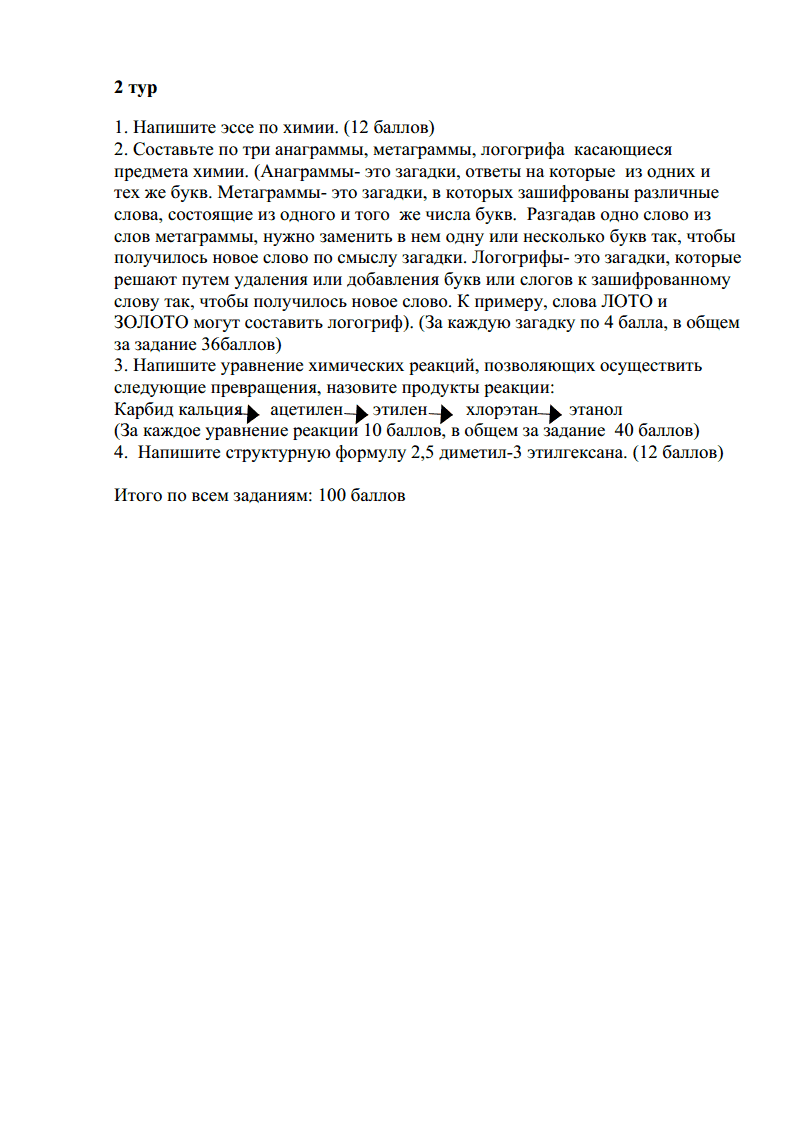 2 тур
1. Напишите эссе по химии. (12 баллов)
2. Составьте по три анаграммы, метаграммы, логогрифа касающиеся
предмета химии. (Анаграммы- это загадки, ответы на которые из одних и
тех же букв. Метаграммы- это загадки, в которых зашифрованы различные
слова, состоящие из одного и того же числа букв. Разгадав одно слово из
слов метаграммы, нужно заменить в нем одну или несколько букв так, чтобы
получилось новое слово по смыслу загадки. Логогрифы- это загадки, которые
решают путем удаления или добавления букв или слогов к зашифрованному
слову так, чтобы получилось новое слово. К примеру, слова ЛОТО и
ЗОЛОТО могут составить логогриф). (За каждую загадку по 4 балла, в общем
за задание 36баллов)
3. Напишите уравнение химических реакций, позволяющих осуществить
следующие превращения, назовите продукты реакции:
Карбид кальция ацетилен этилен хлорэтан этанол
(За каждое уравнение реакции 10 баллов, в общем за задание 40 баллов)
4. Напишите структурную формулу 2,5 диметил-3 этилгексана. (12 баллов)
Итого по всем заданиям: 100 баллов